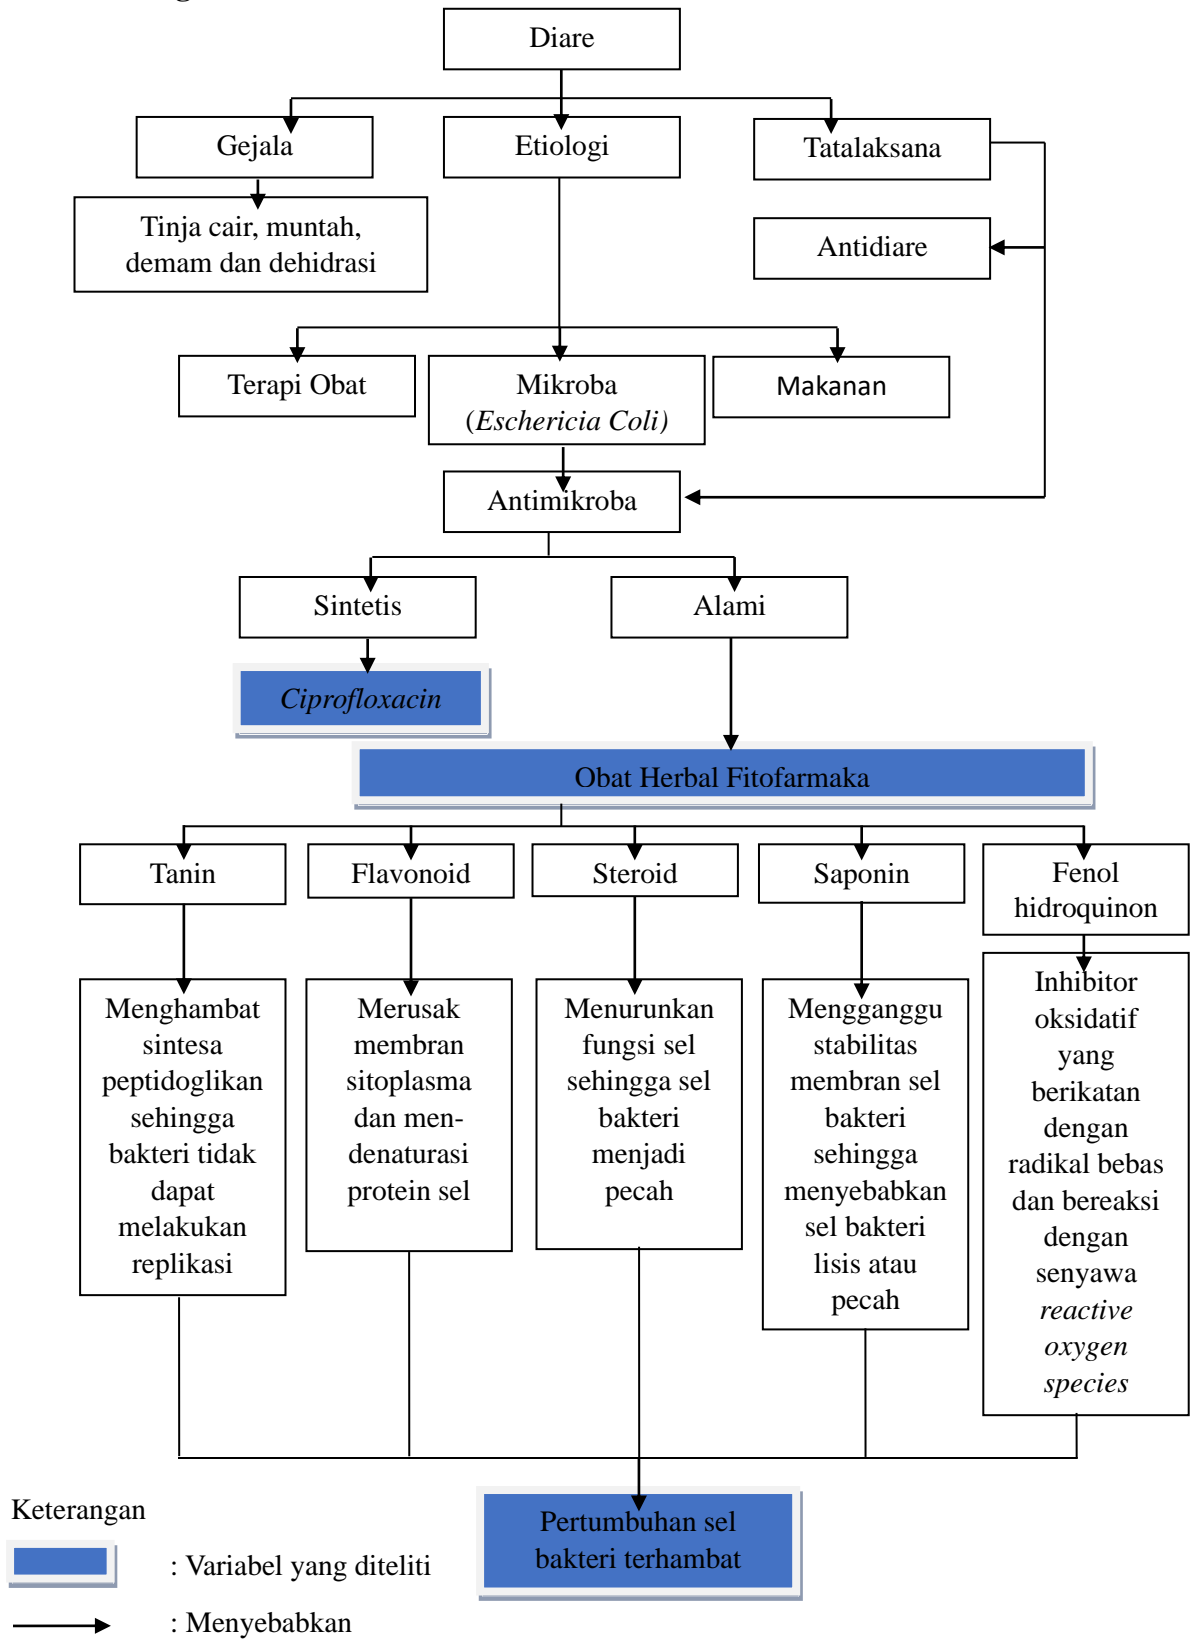 Diare
Gejala
Etiologi
Tatalaksana
Tinja cair, muntah,
demam dan dehidrasi
Antidiare
Terapi Obat
Mikroba
(Eschericia Coli)
Makanan
Antimikroba
Sintetis
Alami
Ciprofloxacin
Obat Herbal Fitofarmaka
Tanin
Flavonoid
Steroid
Saponin
Fenol
hidroquinon
Menghambat
sintesa
peptidoglikan
sehingga
bakteri tidak
dapat
melakukan
replikasi
Merusak
membran
sitoplasma
dan men-
denaturasi
protein sel
Menurunkan
fungsi sel
sehingga sel
bakteri
menjadi
pecah
Mengganggu
stabilitas
membran sel
bakteri
sehingga
menyebabkan
sel bakteri
lisis atau
pecah
Inhibitor
oksidatif
yang
berikatan
dengan
radikal bebas
dan bereaksi
dengan
senyawa
reactive
oxygen
species
Pertumbuhan sel
bakteri terhambat
Keterangan
: Variabel yang diteliti
: Menyebabkan